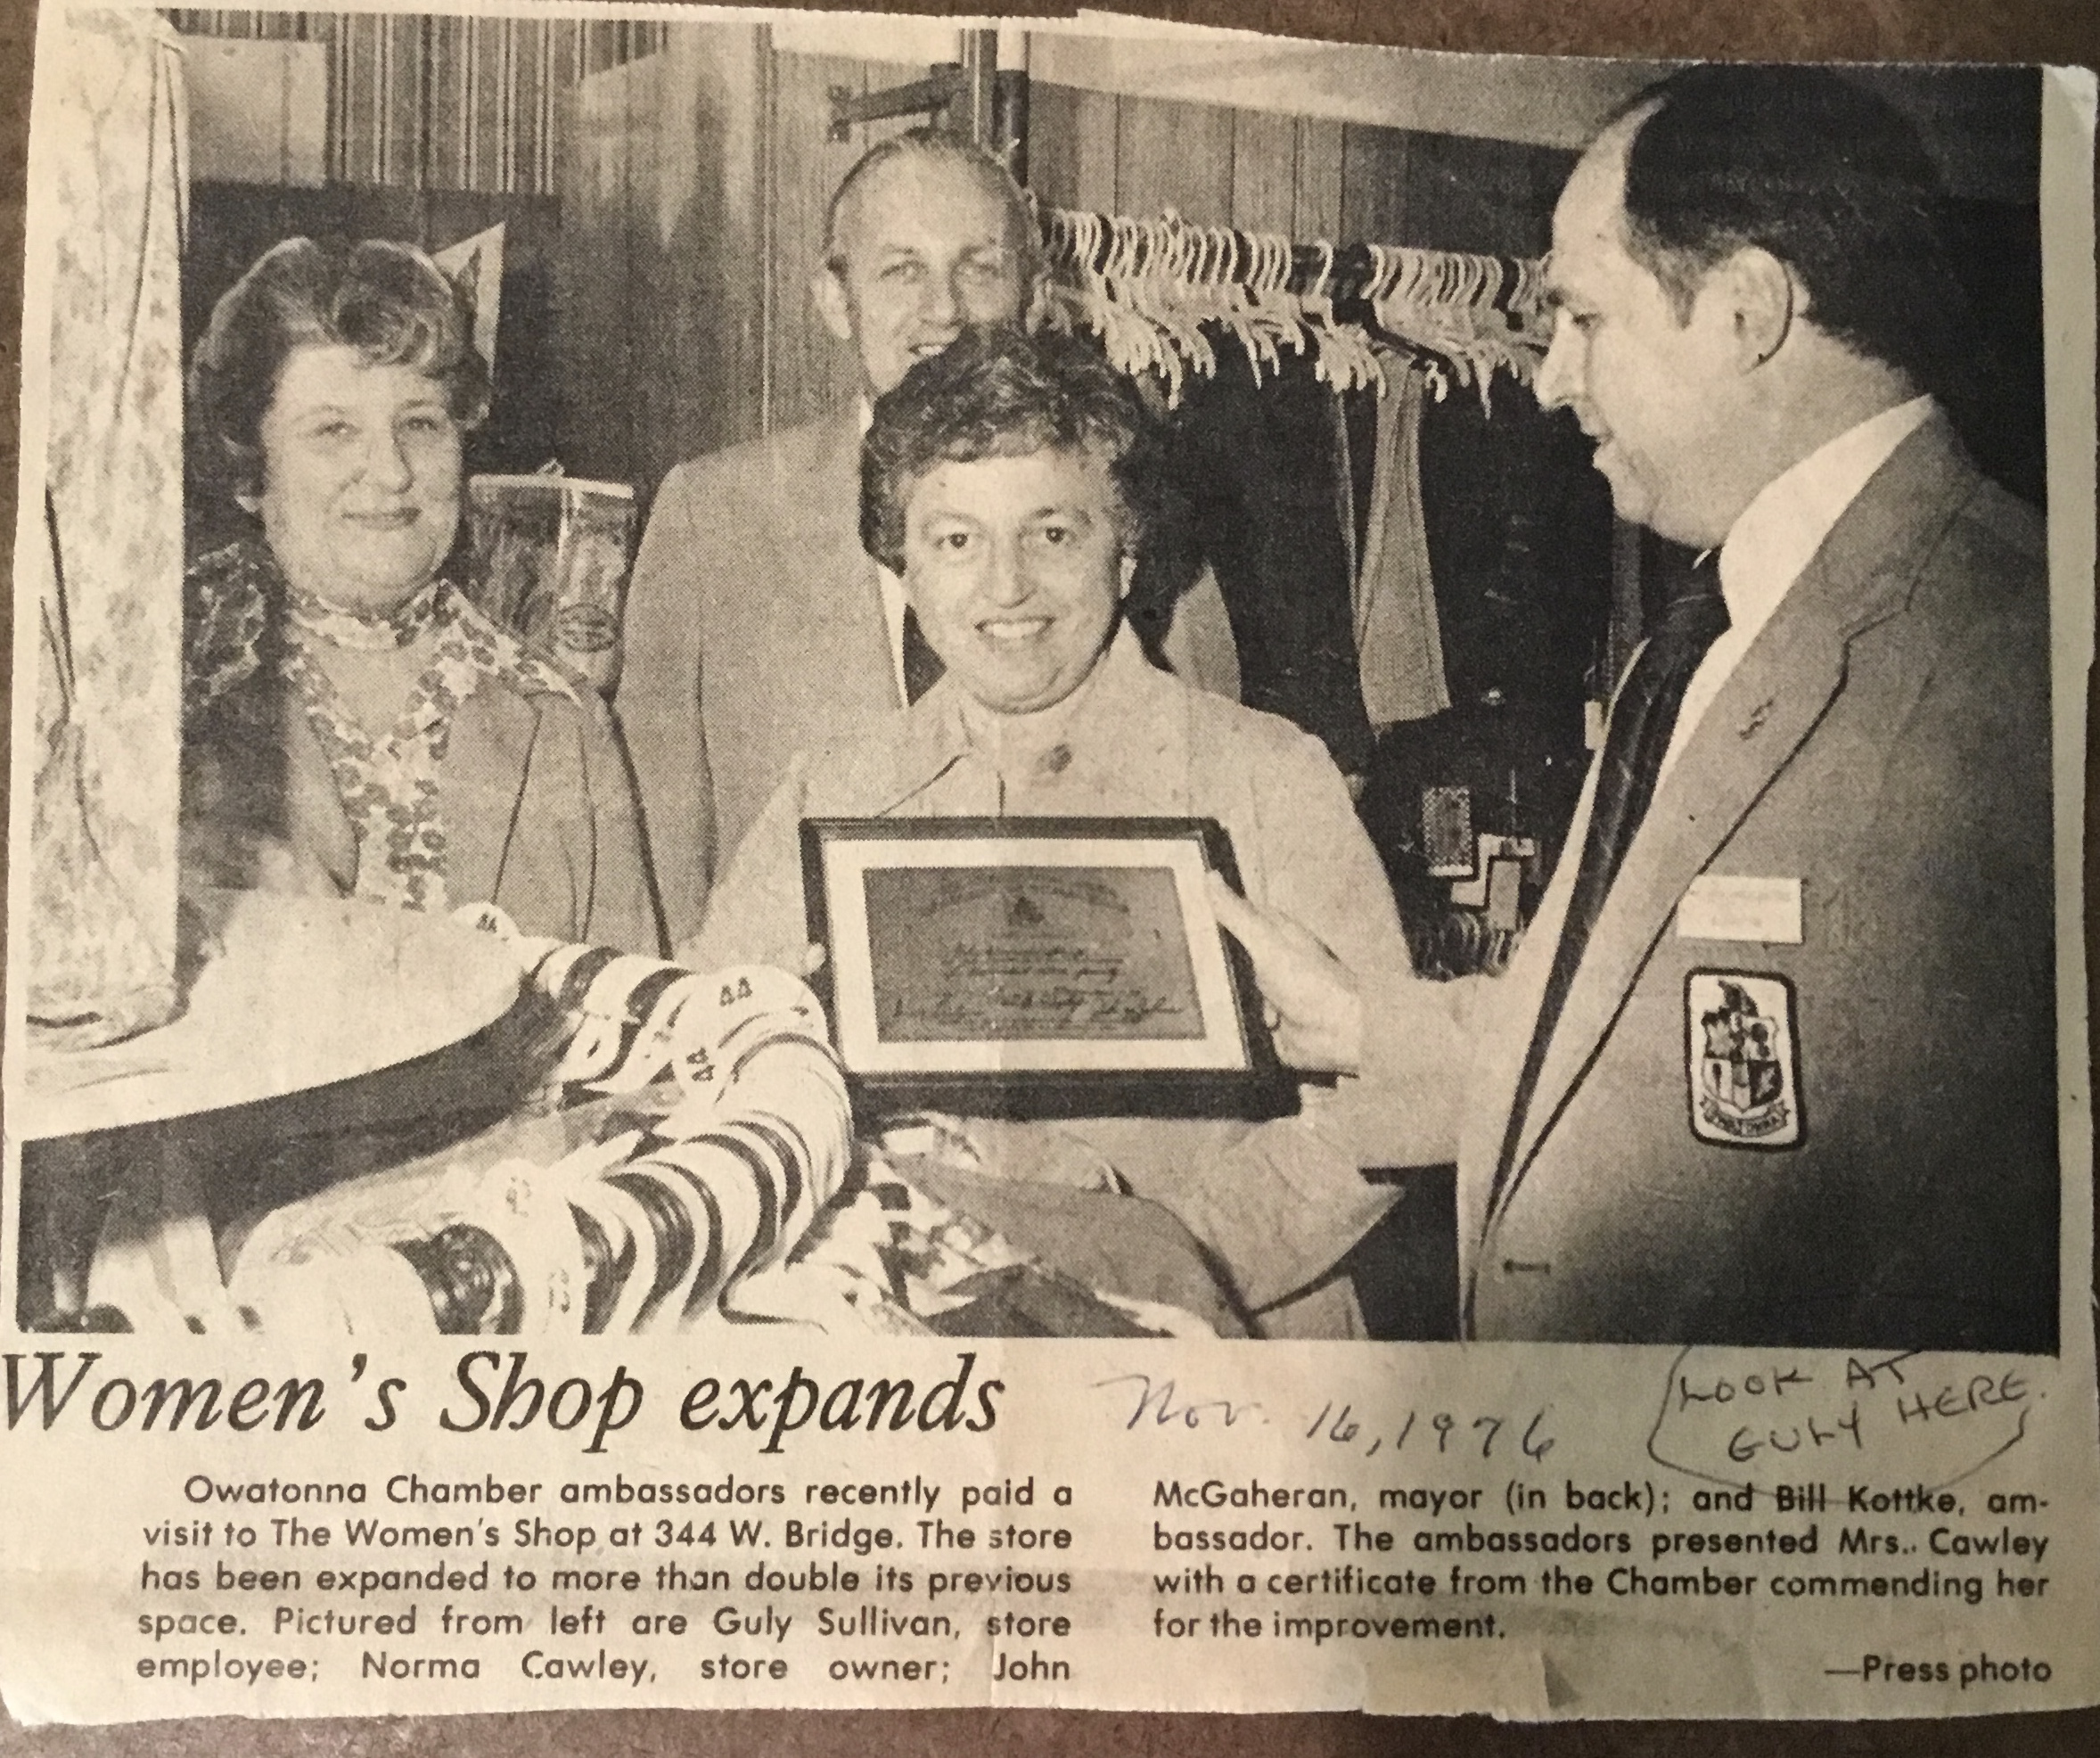 Women's Shop expands
Nov. 16, 1976
LOOK AT
GULY HERE.
Owatonna Chamber ambassadors recently paid a
visit to The Women's Shop at 344 W. Bridge. The store
has been expanded to more than double its previous
space. Pictured from left are Guly Sullivan, store
employee; Norma Cawley, store owner; John
McGaheran, mayor (in back); and Bill Kottke, am-
bassador. The ambassadors presented Mrs.. Cawley
with a certificate from the Chamber commending her
for the improvement.
—Press photo